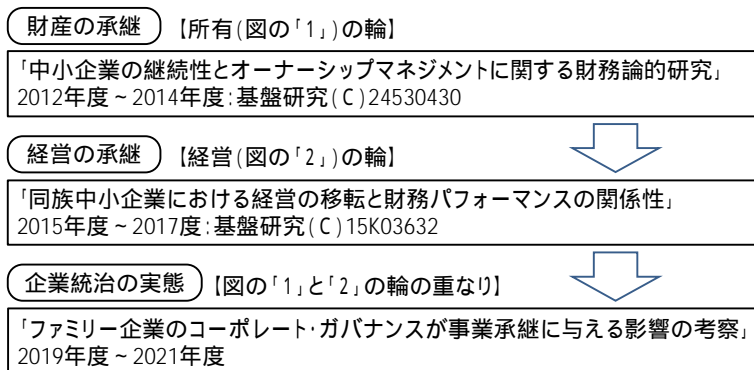 財産の承継 【所有(図の「1」)の輪】
「中小企業の継続性とオーナーシップマネジメントに関する財務論的研究」
2012年度~2014年度:基盤研究(C)24530430
経営の承継 【経営(図の「2」)の輪】
「同族中小企業における経営の移転と財務パフォーマンスの関係性」
2015年度~2017度:基盤研究(C)15K03632
企業統治の実態 【図の「1」と「2」の輪の重なり】
「ファミリー企業のコーポレート・ガバナンスが事業承継に与える影響の考察」
2019年度~2021年度